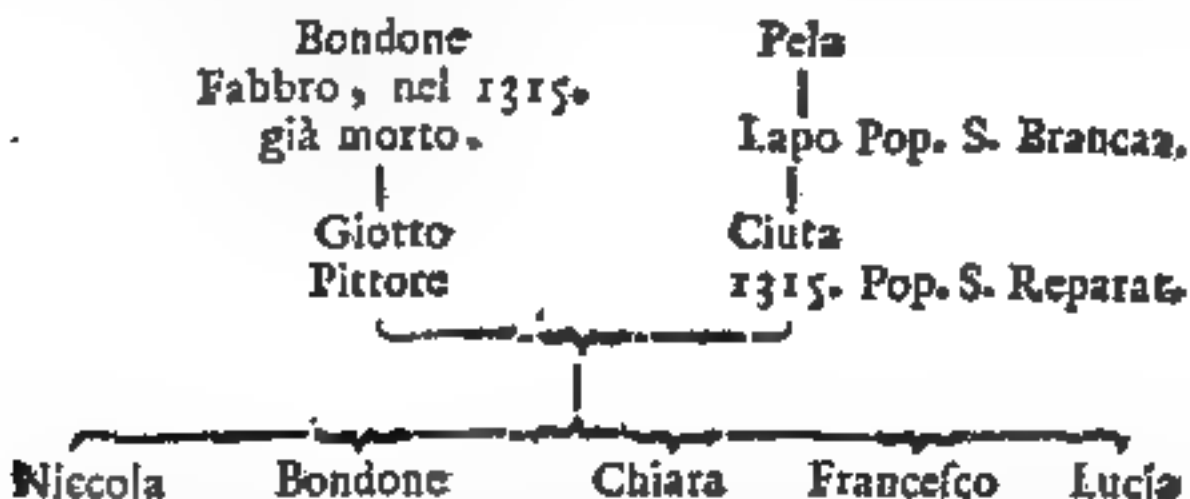 Bondone Pela
Fabbro, nel 1315.
già morto. Lapo Pop. S. Brancaz.
Giotto Ciuta
Pittore 1315. Pop. S. Reparat.
Niccola Bondone Chiara Franceſco Lucia